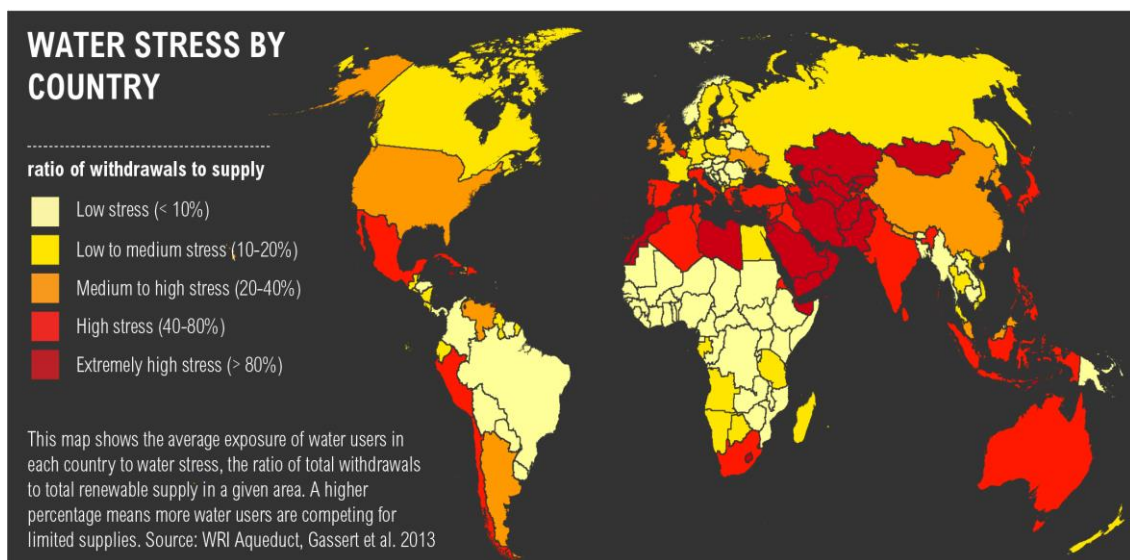 WATER STRESS BY
COUNTRY
ratio of withdrawals to supply
Low stress (< 10%)
Low to medium stress (10-20%)
Medium to high stress (20-40%)
High stress (40-80%)
Extremely high stress (> 80%)
This map shows the average exposure of water users in
each country to water stress, the ratio of total withdrawals
to total renewable supply in a given area. A higher
percentage means more water users are competing for
limited supplies. Source: WRI Aqueduct, Gassert et al. 2013